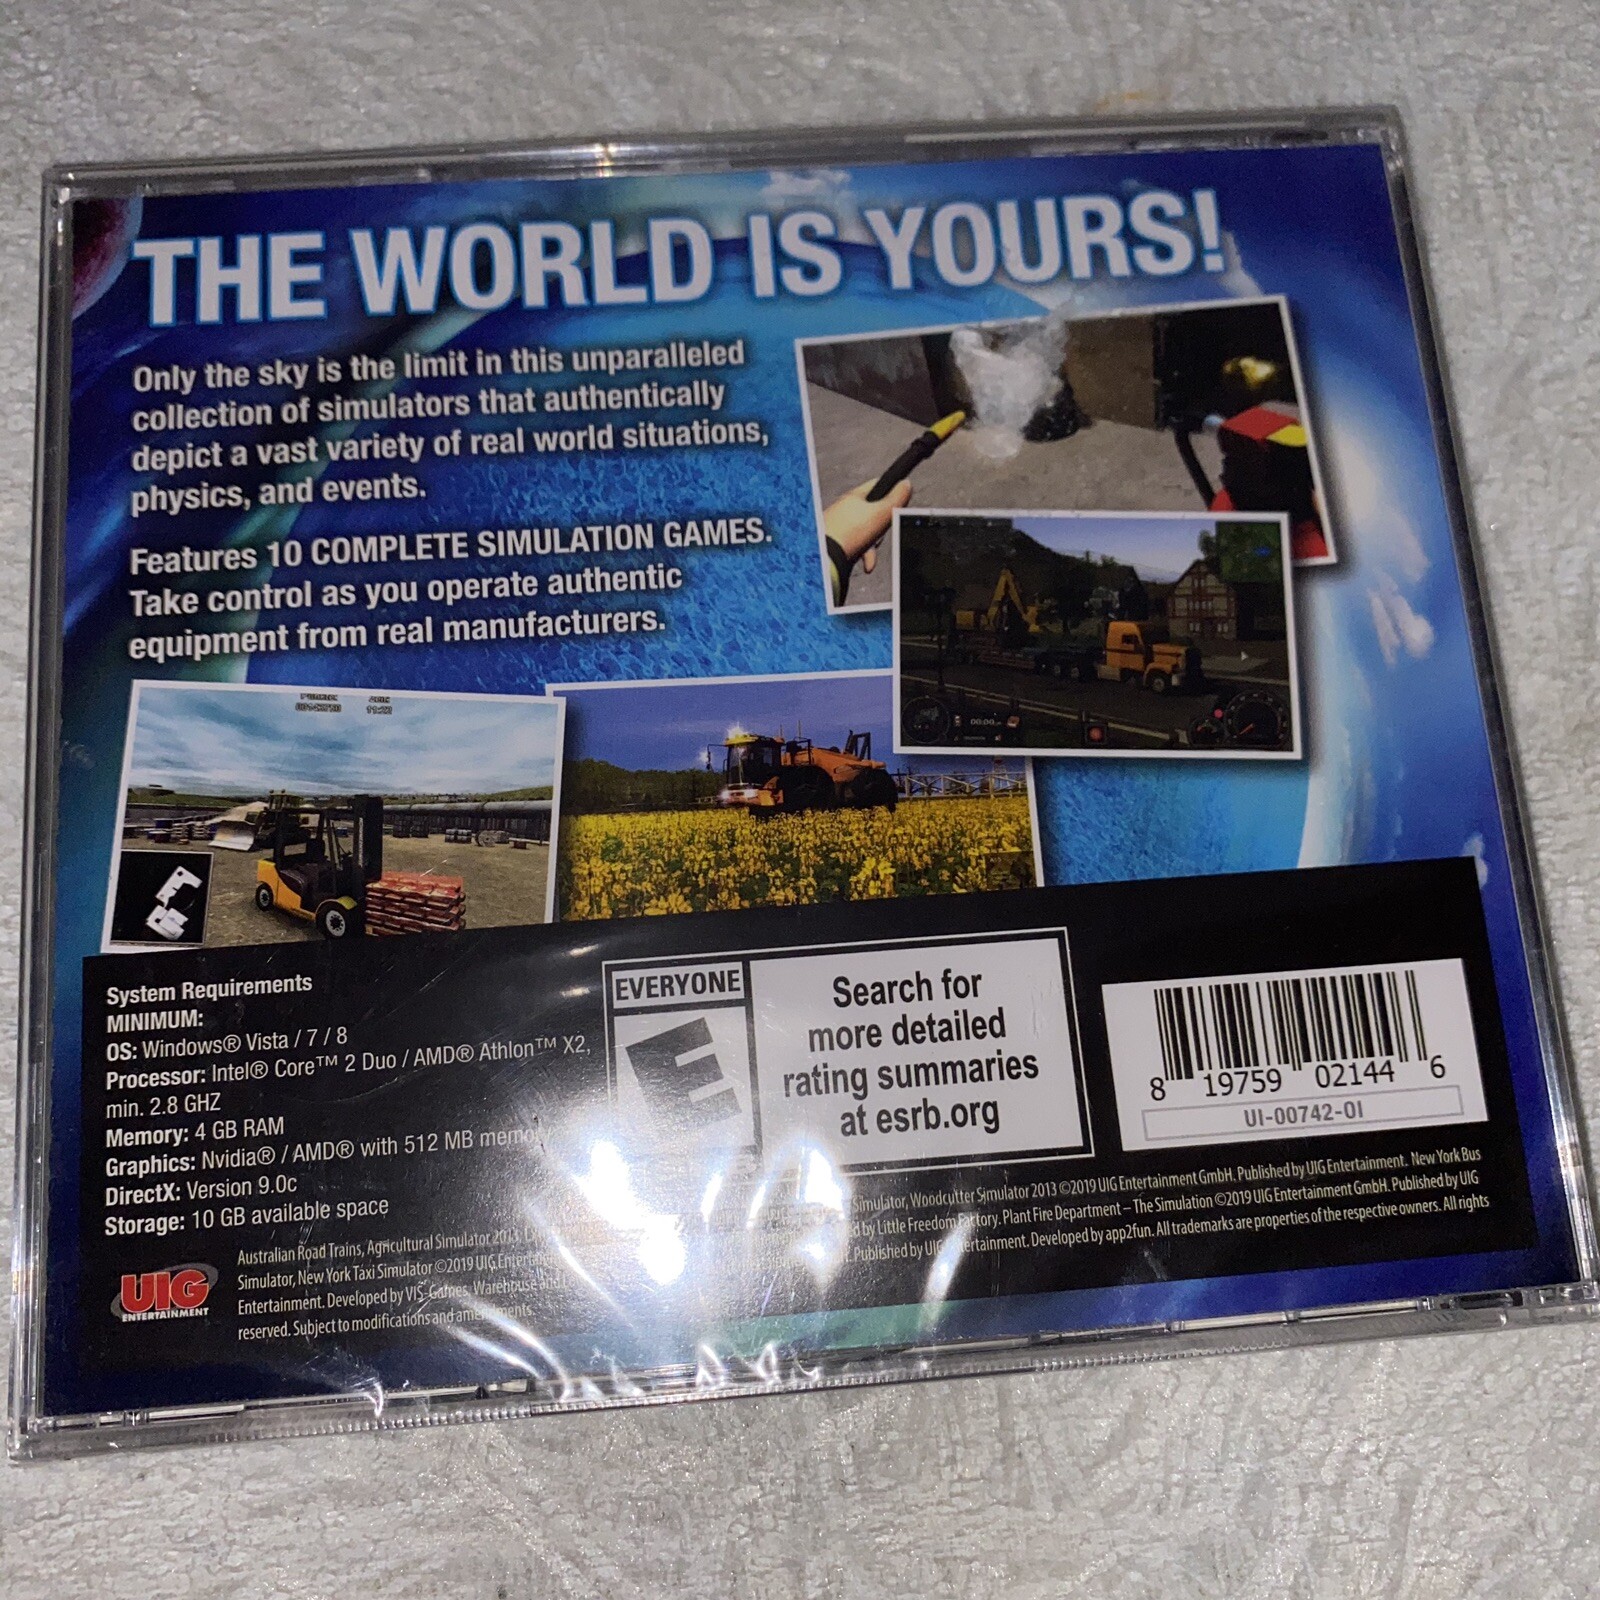 THE WORLD IS YOURS!
Only the sky is the limit in this unparalleled
collection of simulators that authentically
depict a vast variety of real world situations,
physics, and events.
Features 10 COMPLETE SIMULATION GAMES.
Take control as you operate authentic
equipment from real manufacturers.
System Requirements
MINIMUM:
OS: Windows® Vista / 7 / 8
Processor: Intel® Core™ 2 Duo / AMD® Athlon™ X2,
min. 2.8 GHZ
Memory: 4 GB RAM
Graphics: Nvidia® / AMD® with 512 MB memory
DirectX: Version 9.0c
Storage: 10 GB available space
EVERYONE
E
Search for
more detailed
rating summaries
at esrb.org
8 19759 02144 6
UI-00742-01
UIG
ENTERTAINMENT
Australian Road Trains, Agricultural Simulator 2013, Simulator, Woodcutter Simulator 2013 ©2019 UIG Entertainment GmbH. Published by UIG Entertainment. New York Bus
Simulator, New York Taxi Simulator ©2019 UIG by Little Freedom Factory. Plant Fire Department – The Simulation ©2019 UIG Entertainment GmbH. Published by UIG
Entertainment. Developed by VIS-Games. Warehouse and Published by UIG Entertainment. Developed by app2fun. All trademarks are properties of the respective owners. All rights
reserved. Subject to modifications and amendments.